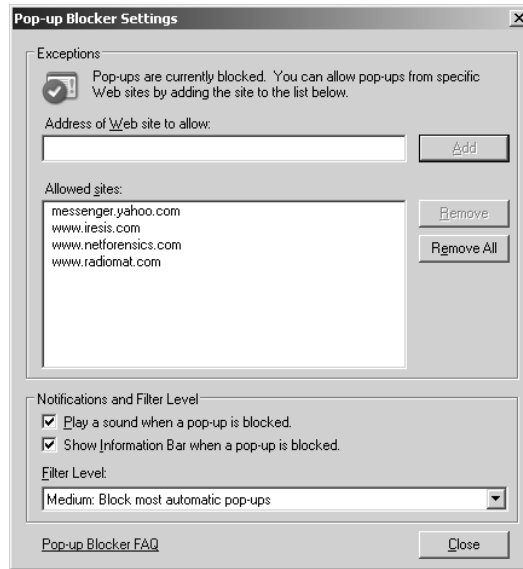 Pop-up Blocker Settings
Exceptions
Pop-ups are currently blocked. You can allow pop-ups from specific
Web sites by adding the site to the list below.
Address of Web site to allow:
Add
Allowed sites:
messenger.yahoo.com
www.iresis.com
www.netforensics.com
www.radiomat.com
Remove
Remove All
Notifications and Filter Level
Play a sound when a pop-up is blocked.
Show Information Bar when a pop-up is blocked.
Filter Level:
Medium: Block most automatic pop-ups
Pop-up Blocker FAQ
Close